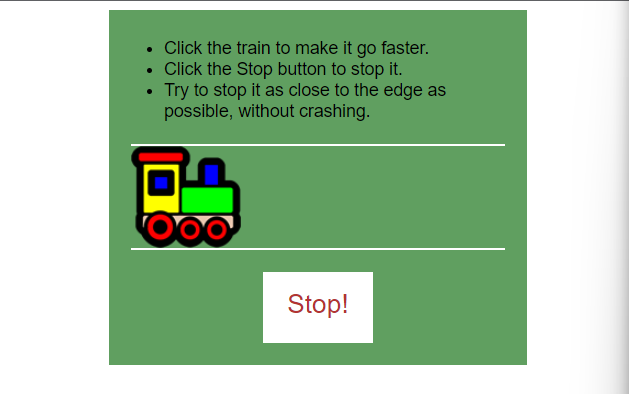 Click the train to make it go faster.
Click the Stop button to stop it.
Try to stop it as close to the edge as
possible, without crashing.
Stop!